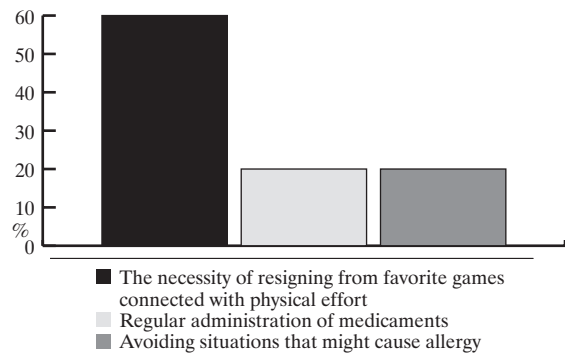 60
50
40
30
20
10
%
0
The necessity of resigning from favorite games
connected with physical effort
Regular administration of medicaments
Avoiding situations that might cause allergy